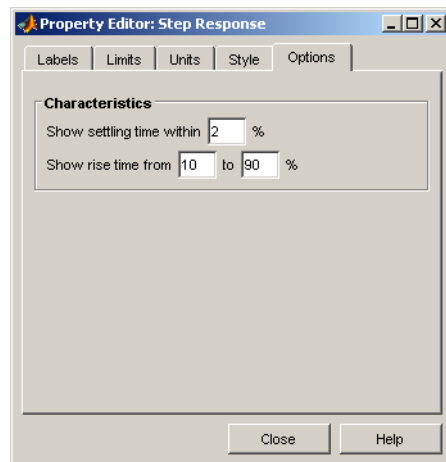 Property Editor: Step Response
Labels Limits Units Style Options
Characteristics
Show settling time within 2 %
Show rise time from 10 to 90 %
Close Help